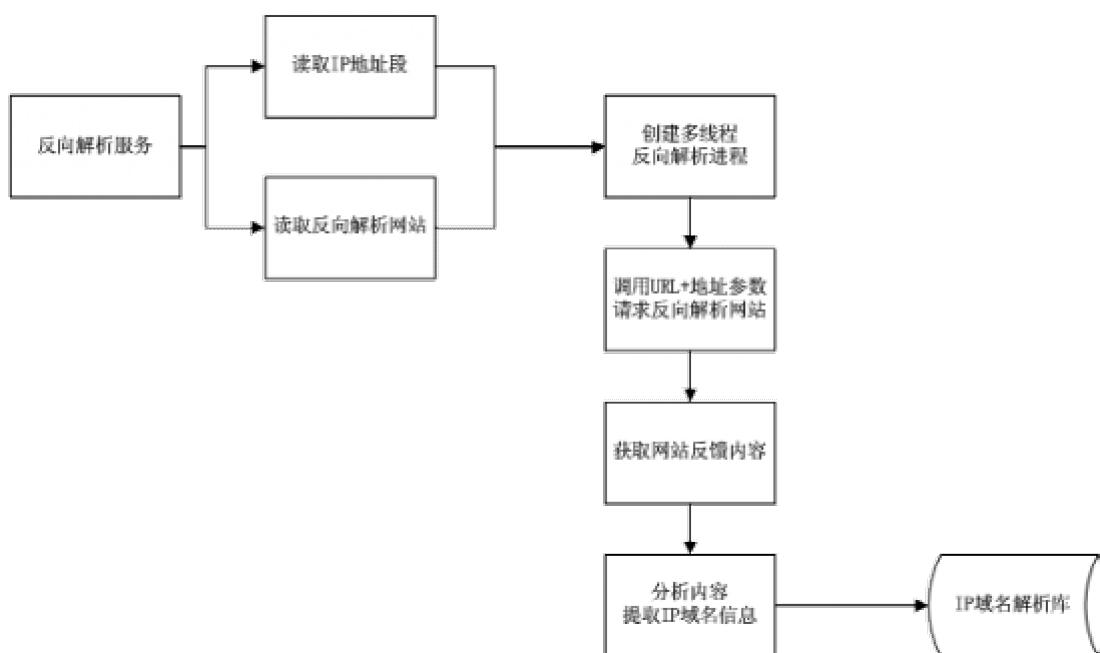 读取IP地址段
反向解析服务
创建多线程
反向解析进程
读取反向解析网站
调用URL+地址参数
请求反向解析网站
获取网站反馈内容
分析内容
提取IP域名信息
IP域名解析库